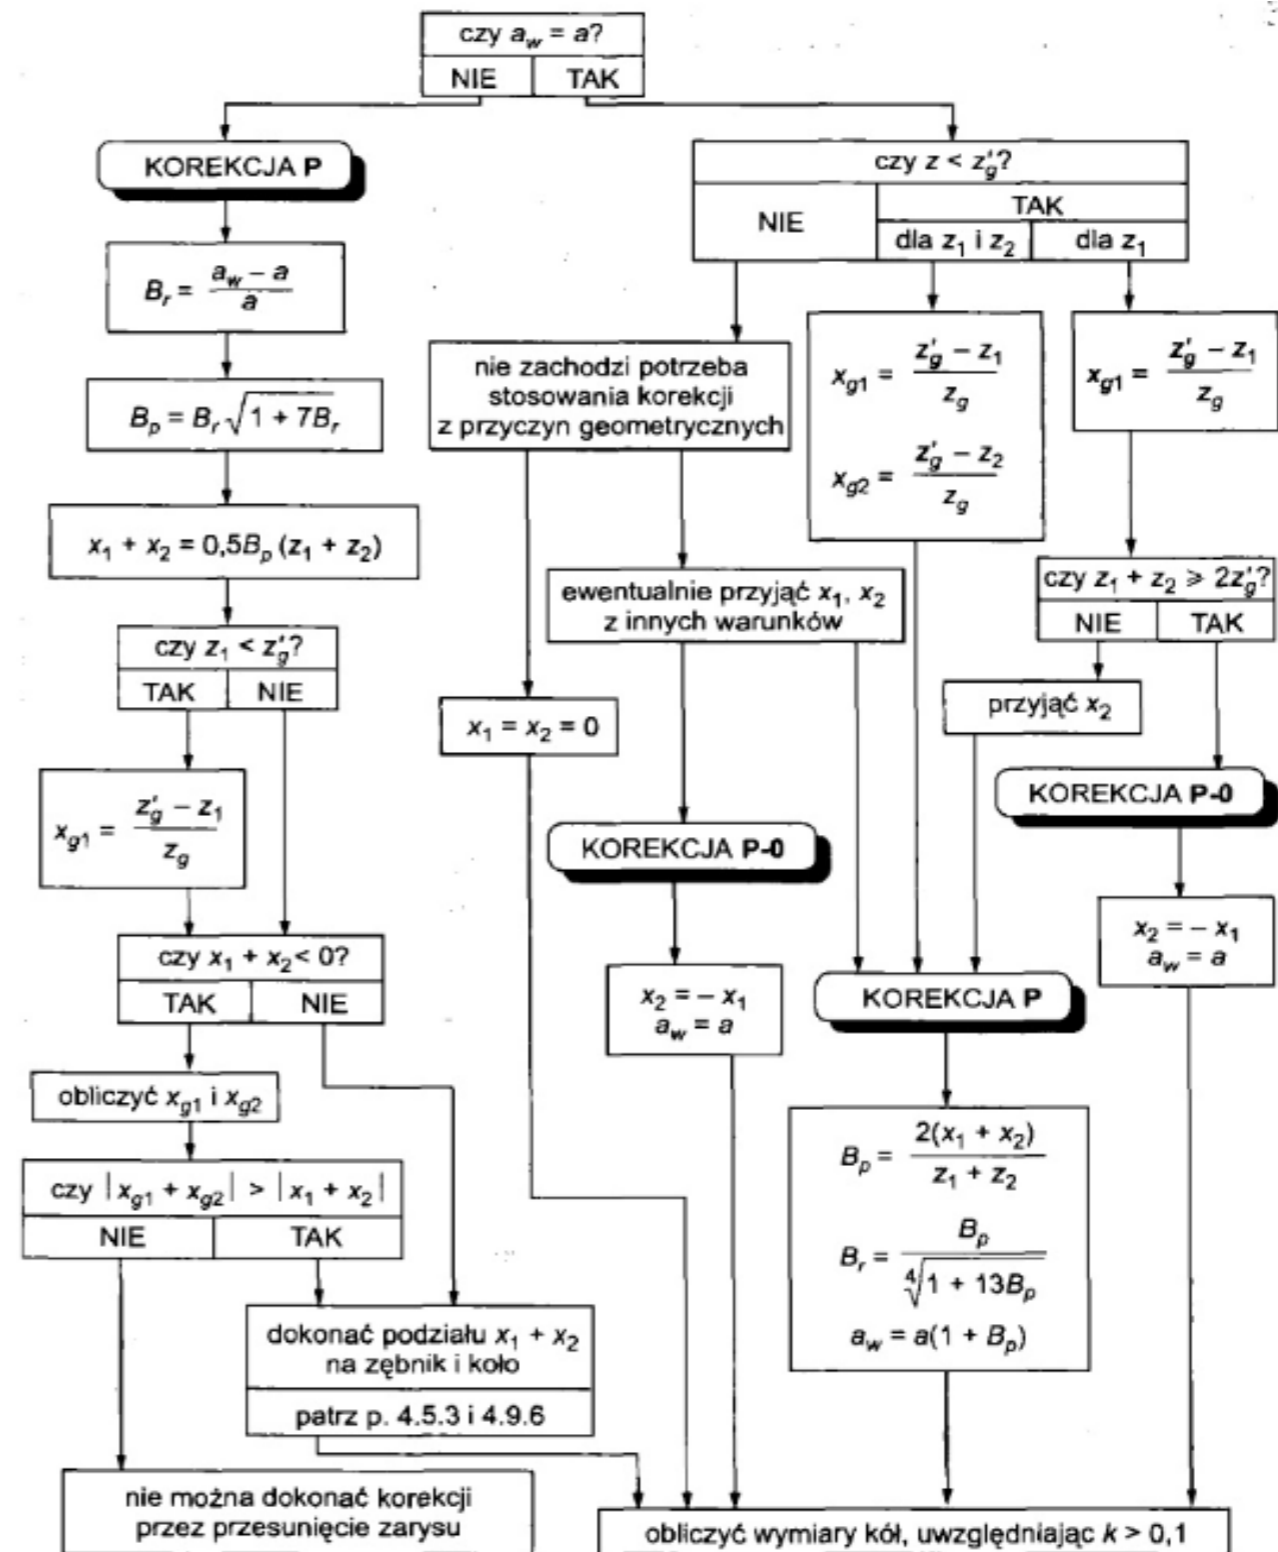 czy a_w = a?
NIE TAK
KOREKCJA P
B_r = (a_w – a) / a
B_p = B_r √(1 + 7B_r)
x_1 + x_2 = 0,5B_p (z_1 + z_2)
czy z_1 < z'_g?
TAK NIE
x_g1 = (z'_g – z_1) / z_g
czy x_1 + x_2 < 0?
TAK NIE
obliczyć x_g1 i x_g2
czy |x_g1 + x_g2| > |x_1 + x_2|
NIE TAK
dokonać podziału x_1 + x_2
na zębnik i koło
patrz p. 4.5.3 i 4.9.6
nie można dokonać korekcji
przez przesunięcie zarysu
czy z < z'_g?
NIE TAK
dla z_1 i z_2 dla z_1
nie zachodzi potrzeba
stosowania korekcji
z przyczyn geometrycznych
x_1 = x_2 = 0
ewentualnie przyjąć x_1, x_2
z innych warunków
KOREKCJA P-0
x_2 = – x_1
a_w = a
x_g1 = (z'_g – z_1) / z_g
x_g2 = (z'_g – z_2) / z_g
x_g1 = (z'_g – z_1) / z_g
czy z_1 + z_2 ⩾ 2z'_g?
NIE TAK
przyjąć x_2
KOREKCJA P-0
x_2 = – x_1
a_w = a
KOREKCJA P
B_p = 2(x_1 + x_2) / (z_1 + z_2)
B_r = B_p / ∜(1 + 13B_p)
a_w = a(1 + B_p)
obliczyć wymiary kół, uwzględniając k > 0,1